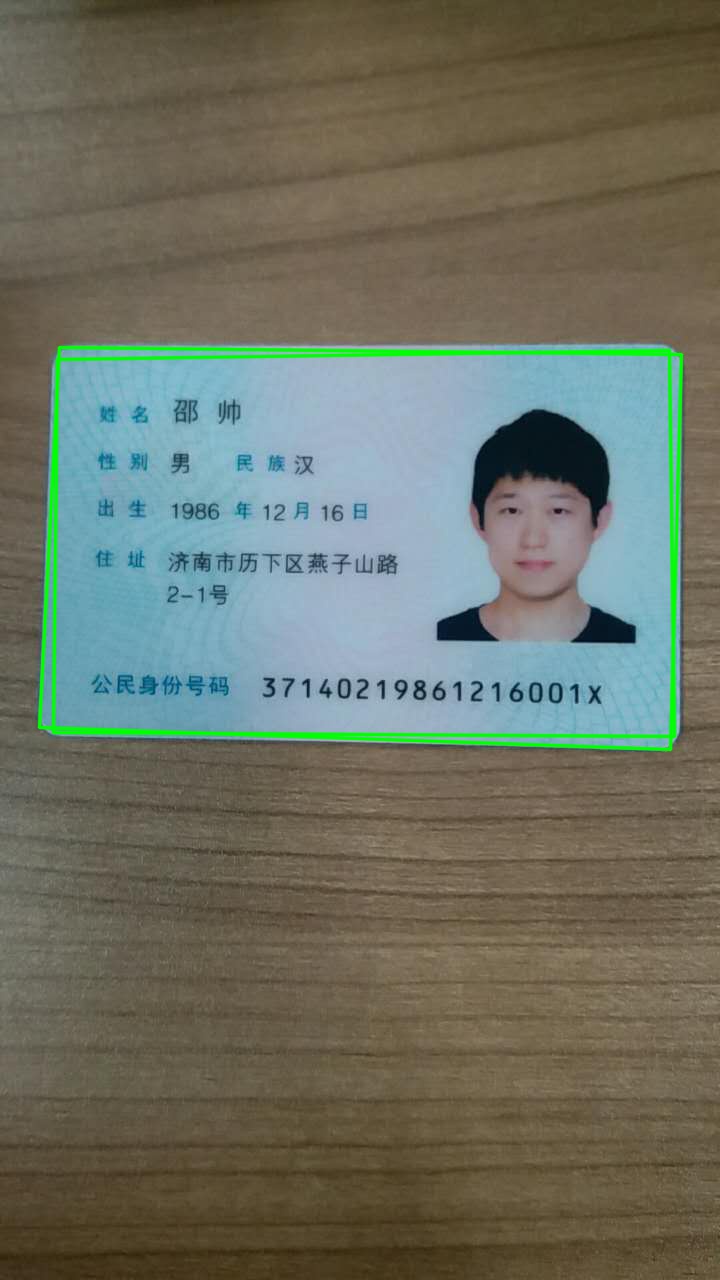 姓名 邵帅
性别 男 民族 汉
出生 1986 年 12 月 16 日
住址 济南市历下区燕子山路
2-1号
公民身份号码 37140219861216001X